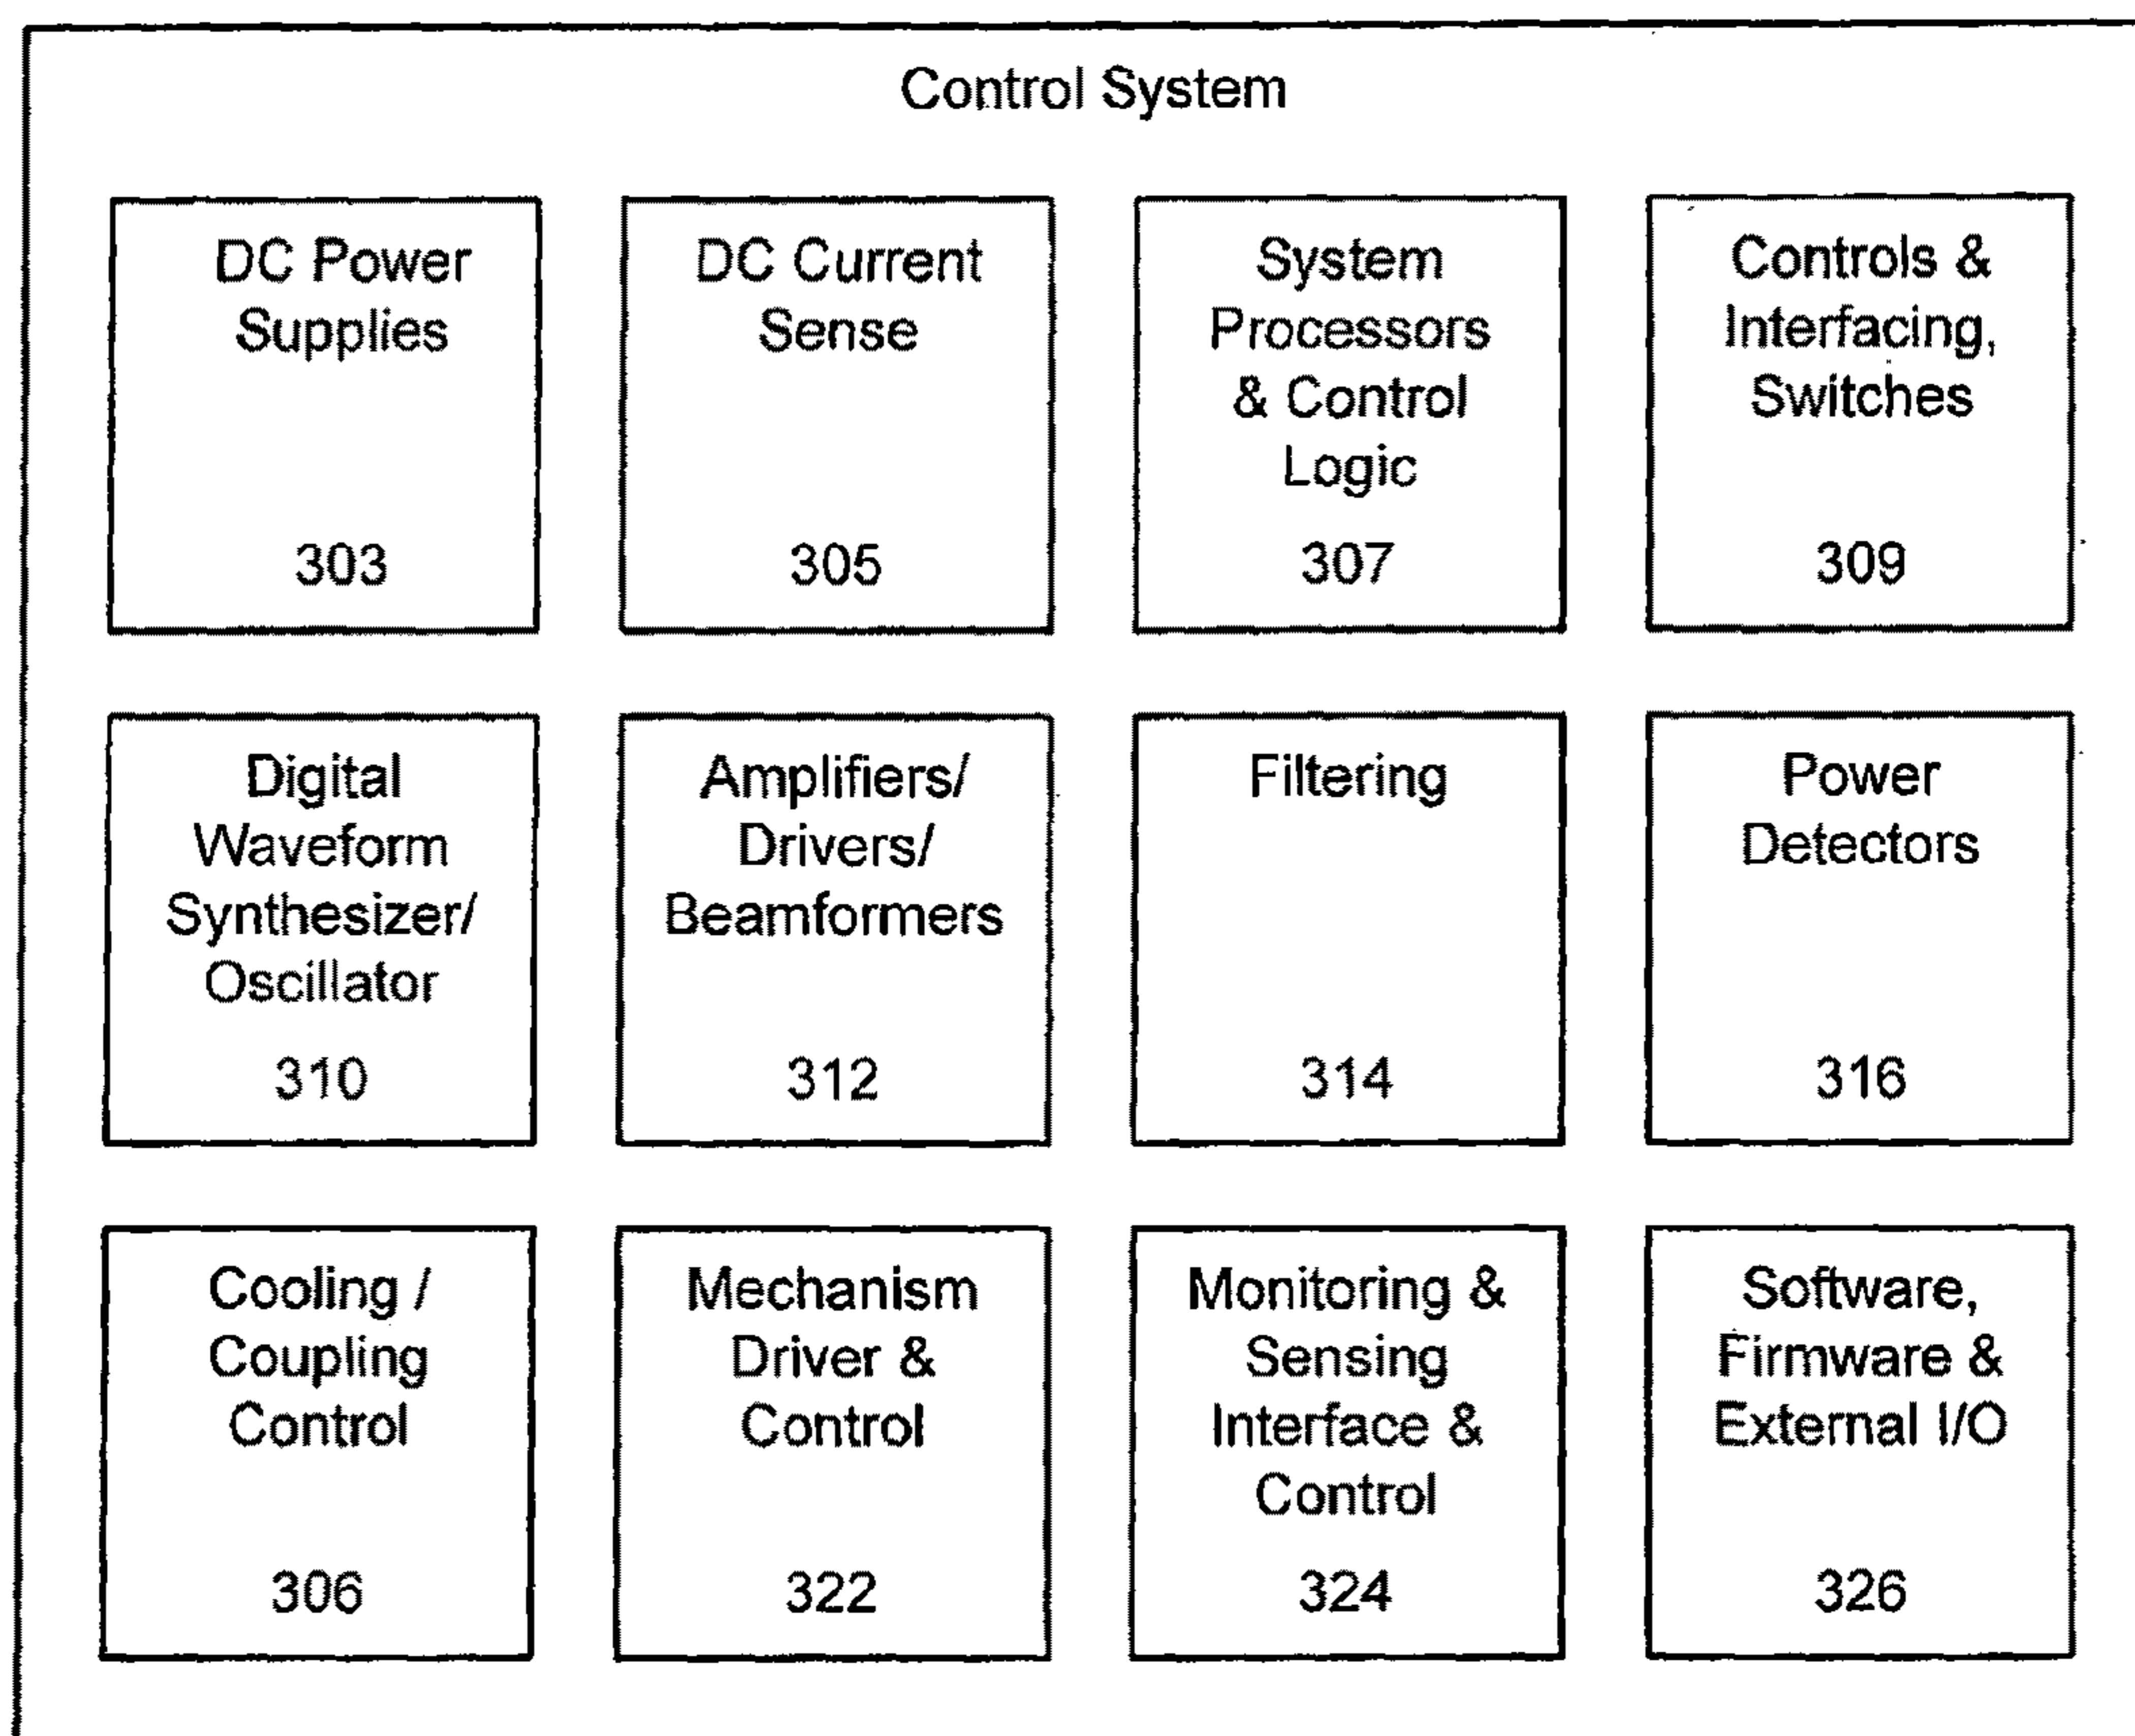 Control System
DC Power
Supplies
303
DC Current
Sense
305
System
Processors
& Control
Logic
307
Controls &
Interfacing,
Switches
309
Digital
Waveform
Synthesizer/
Oscillator
310
Amplifiers/
Drivers/
Beamformers
312
Filtering
314
Power
Detectors
316
Cooling /
Coupling
Control
306
Mechanism
Driver &
Control
322
Monitoring &
Sensing
Interface &
Control
324
Software,
Firmware &
External I/O
326